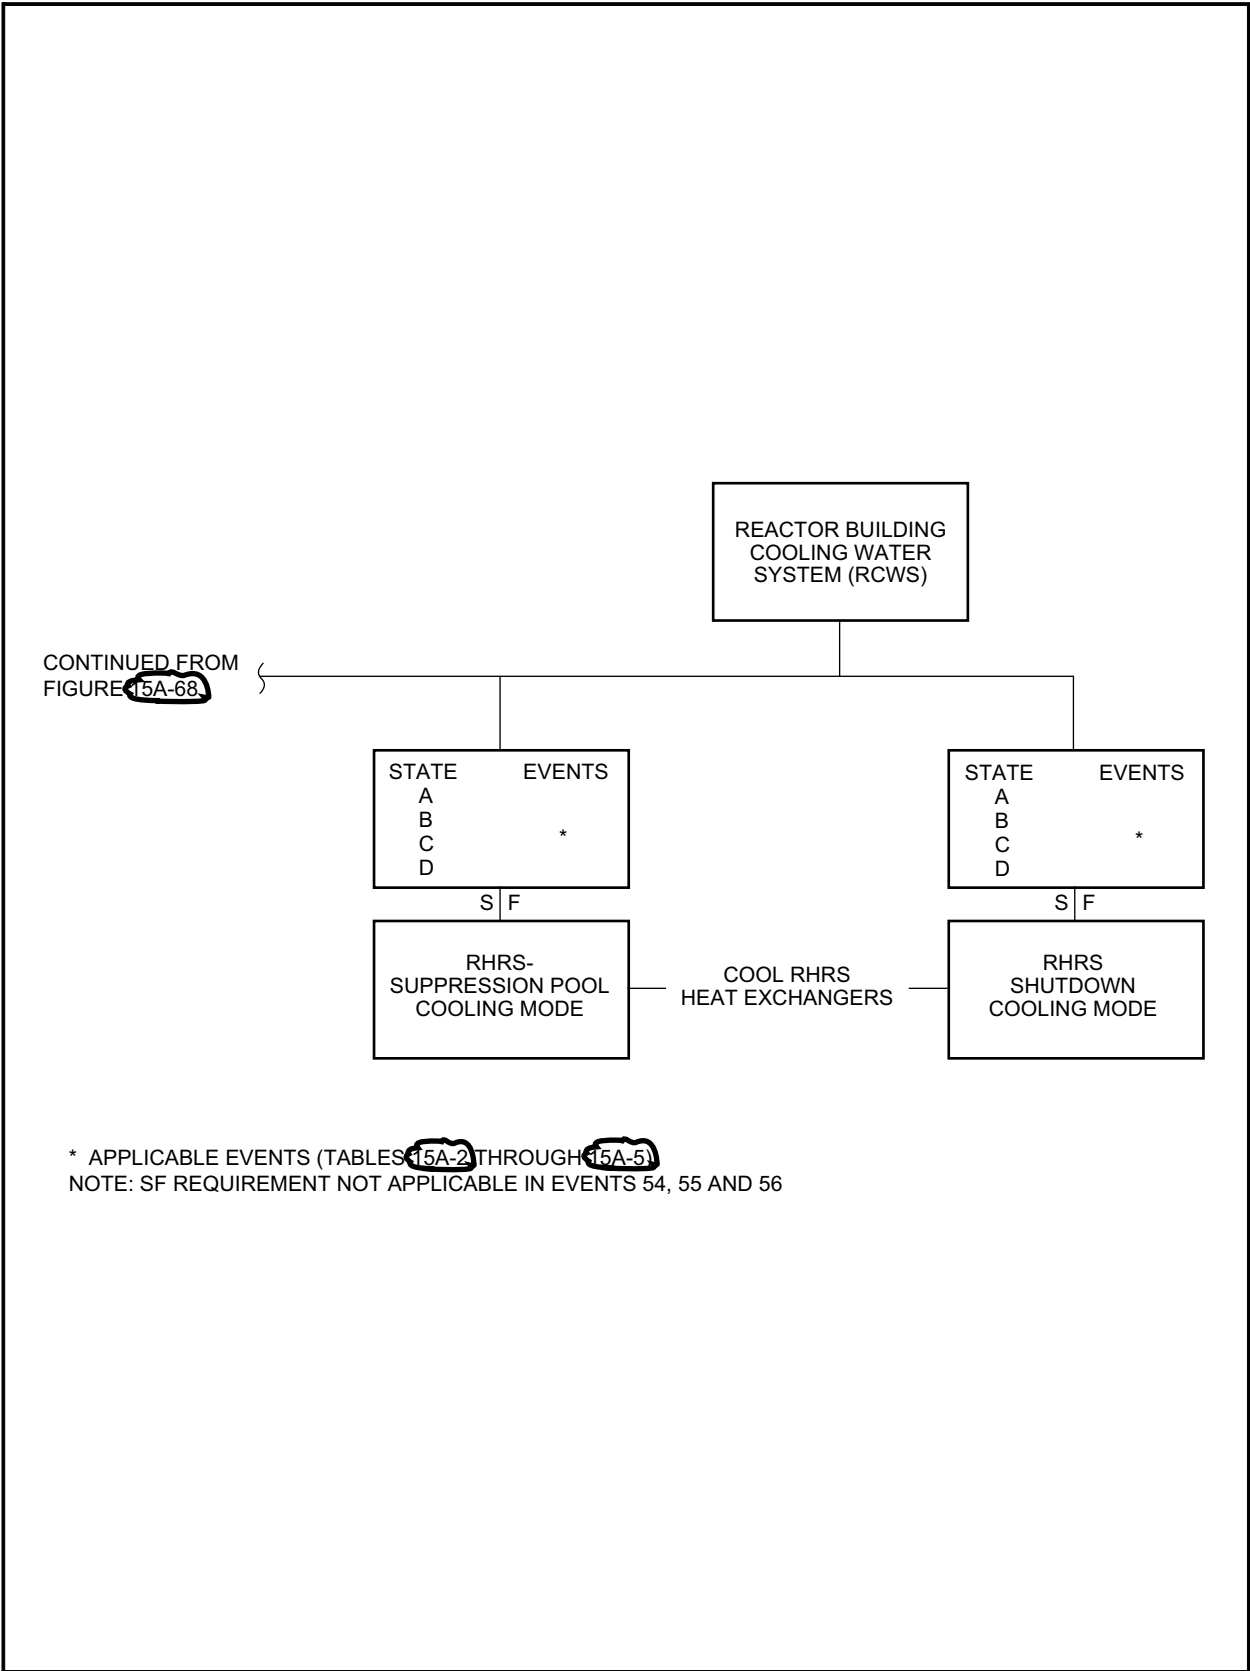 REACTOR BUILDING
COOLING WATER
SYSTEM (RCWS)
CONTINUED FROM
FIGURE 15A-68
STATE EVENTS
A
B
C *
D
STATE EVENTS
A
B
C *
D
S F
S F
RHRS-
SUPPRESSION POOL
COOLING MODE
COOL RHRS
HEAT EXCHANGERS
RHRS
SHUTDOWN
COOLING MODE
* APPLICABLE EVENTS (TABLES 15A-2 THROUGH 15A-5)
NOTE: SF REQUIREMENT NOT APPLICABLE IN EVENTS 54, 55 AND 56